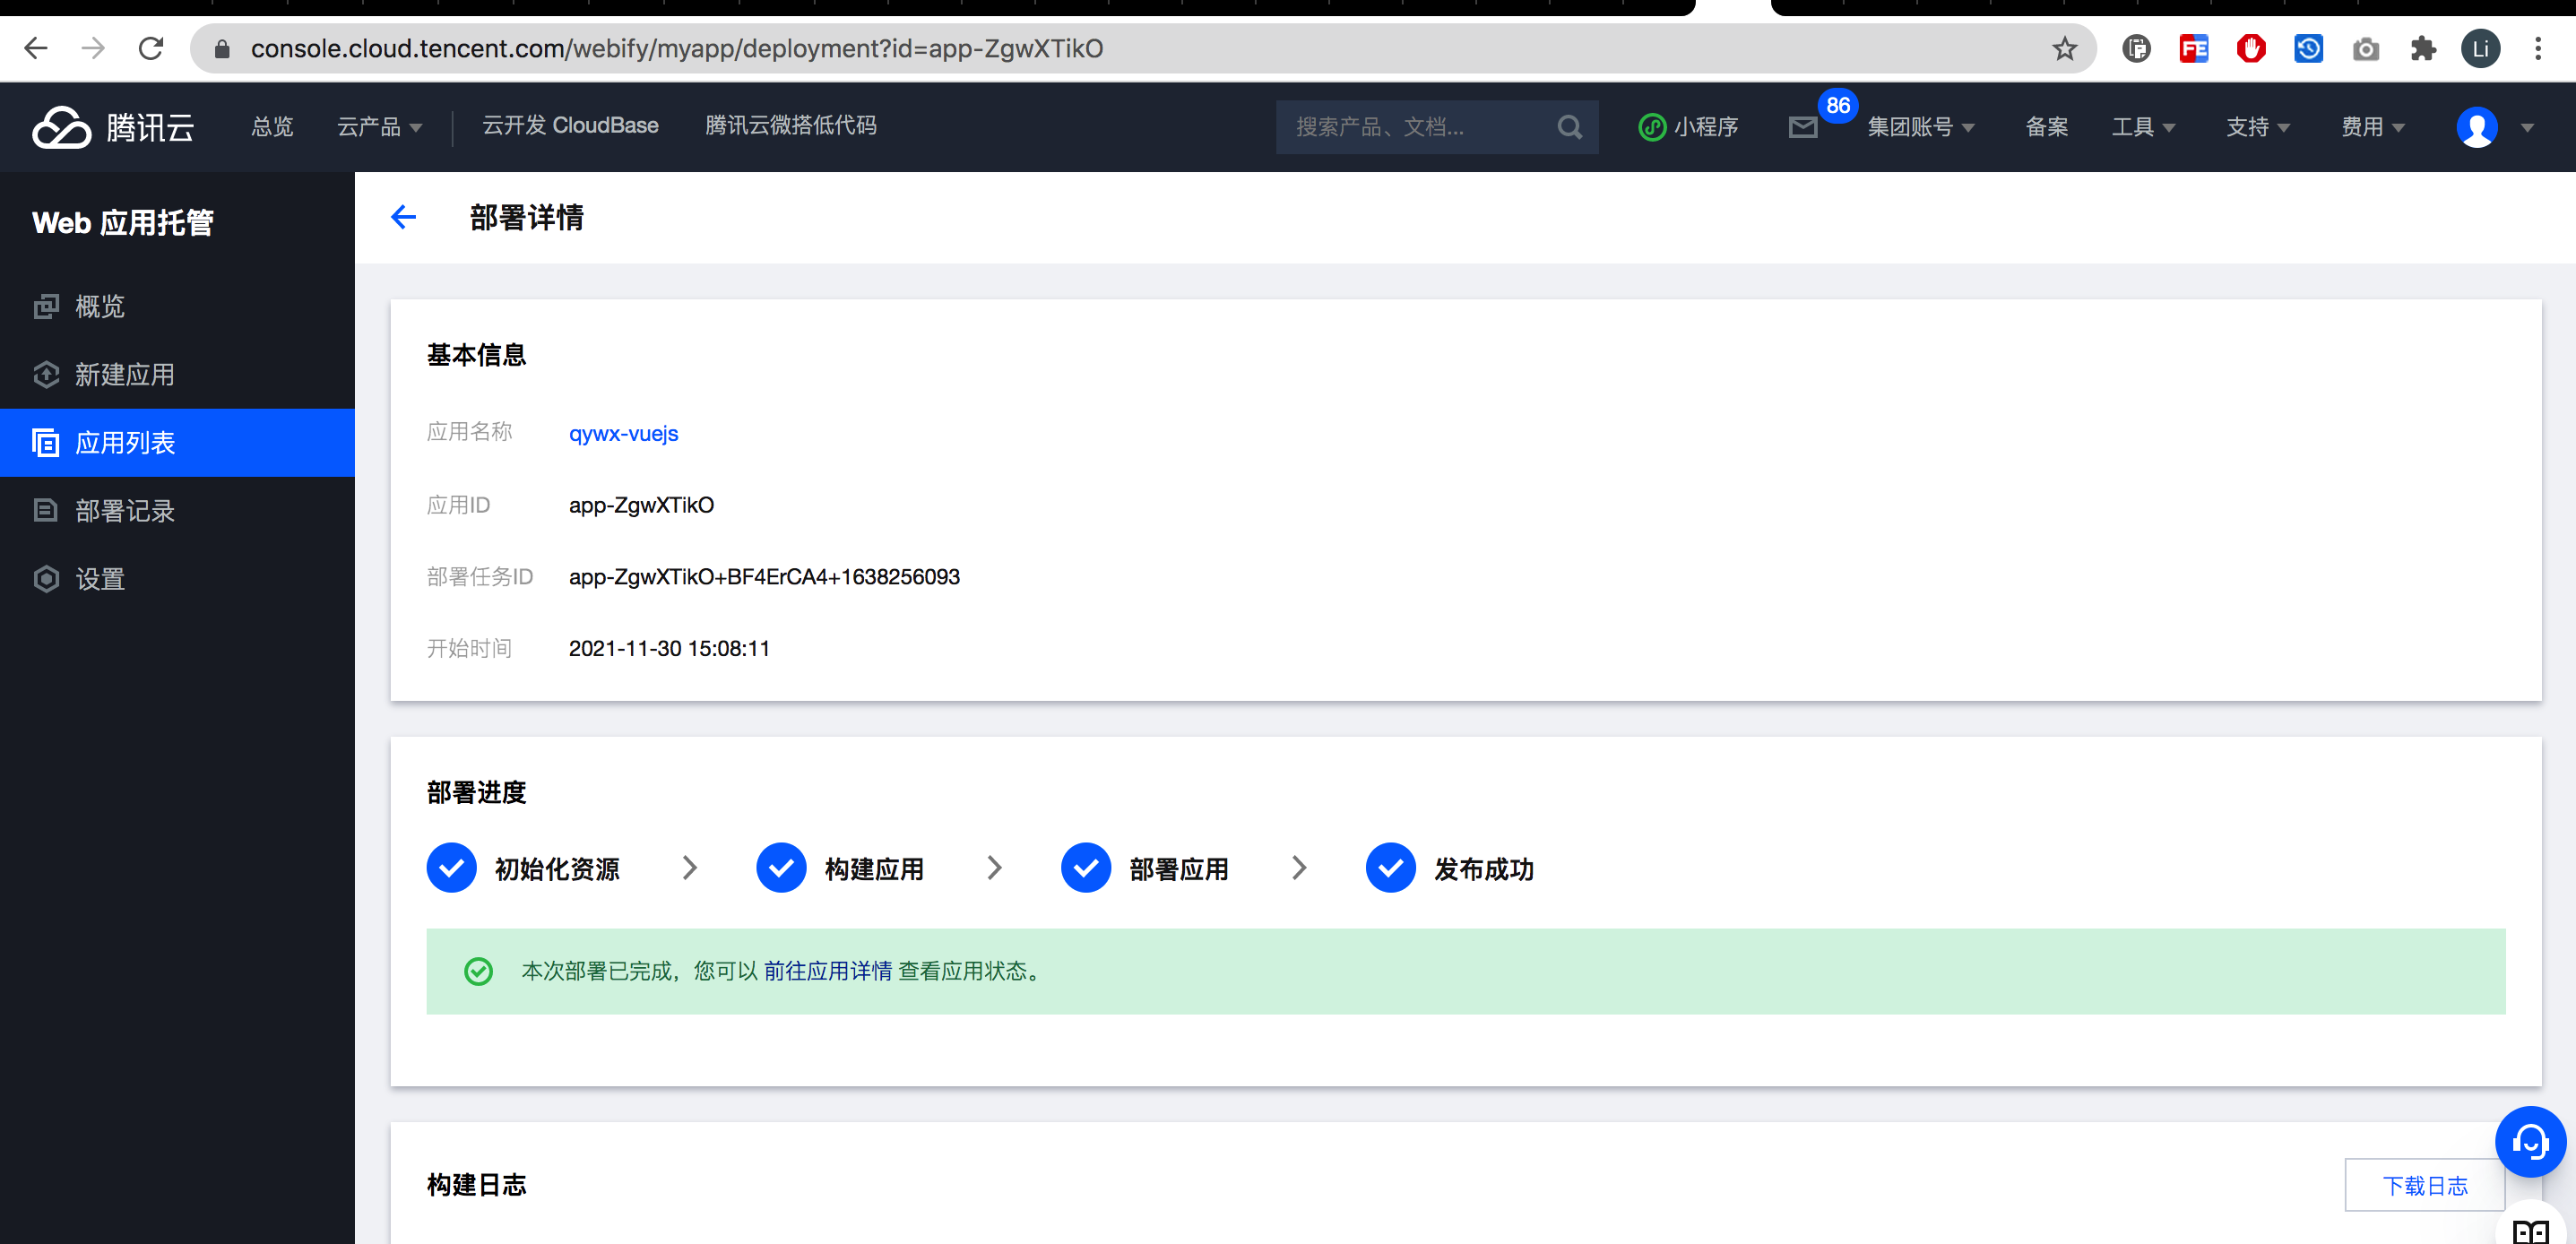 console.cloud.tencent.com/webify/myapp/deployment?id=app-ZgwXTikO
FE
Li
腾讯云
总览
云产品
云开发 CloudBase
腾讯云微搭低代码
搜索产品、文档...
小程序
86
集团账号
备案
工具
支持
费用
Web 应用托管
概览
新建应用
应用列表
部署记录
设置
部署详情
基本信息
应用名称 qywx-vuejs
应用ID app-ZgwXTikO
部署任务ID app-ZgwXTikO+BF4ErCA4+1638256093
开始时间 2021-11-30 15:08:11
部署进度
初始化资源 构建应用 部署应用 发布成功
本次部署已完成，您可以 前往应用详情 查看应用状态。
构建日志
下载日志